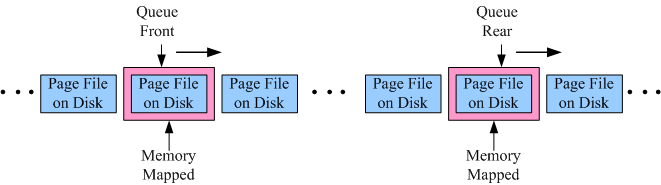 Queue
Front
Queue
Rear
Page File
on Disk
Page File
on Disk
Page File
on Disk
Page File
on Disk
Page File
on Disk
Page File
on Disk
Memory
Mapped
Memory
Mapped